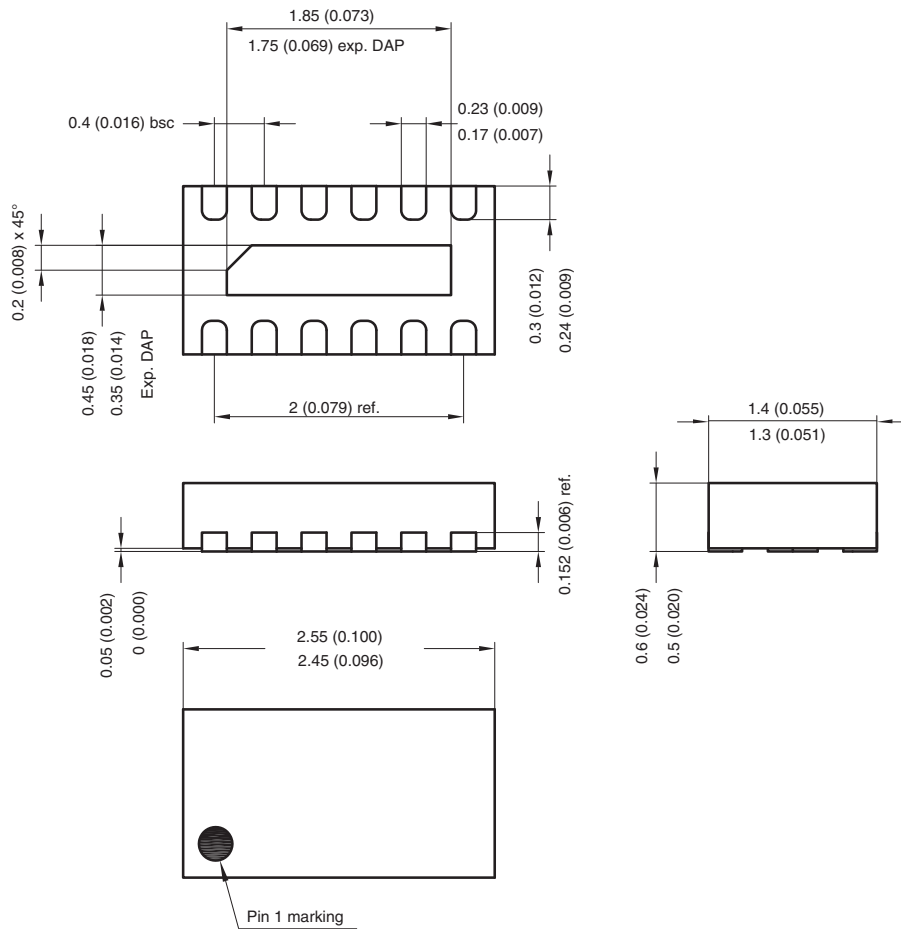 1.85 (0.073)
1.75 (0.069) exp. DAP
0.4 (0.016) bsc
0.23 (0.009)
0.17 (0.007)
0.2 (0.008) x 45°
0.45 (0.018)
0.35 (0.014)
Exp. DAP
0.3 (0.012)
0.24 (0.009)
2 (0.079) ref.
1.4 (0.055)
1.3 (0.051)
0.05 (0.002)
0 (0.000)
0.152 (0.006) ref.
0.6 (0.024)
0.5 (0.020)
2.55 (0.100)
2.45 (0.096)
Pin 1 marking